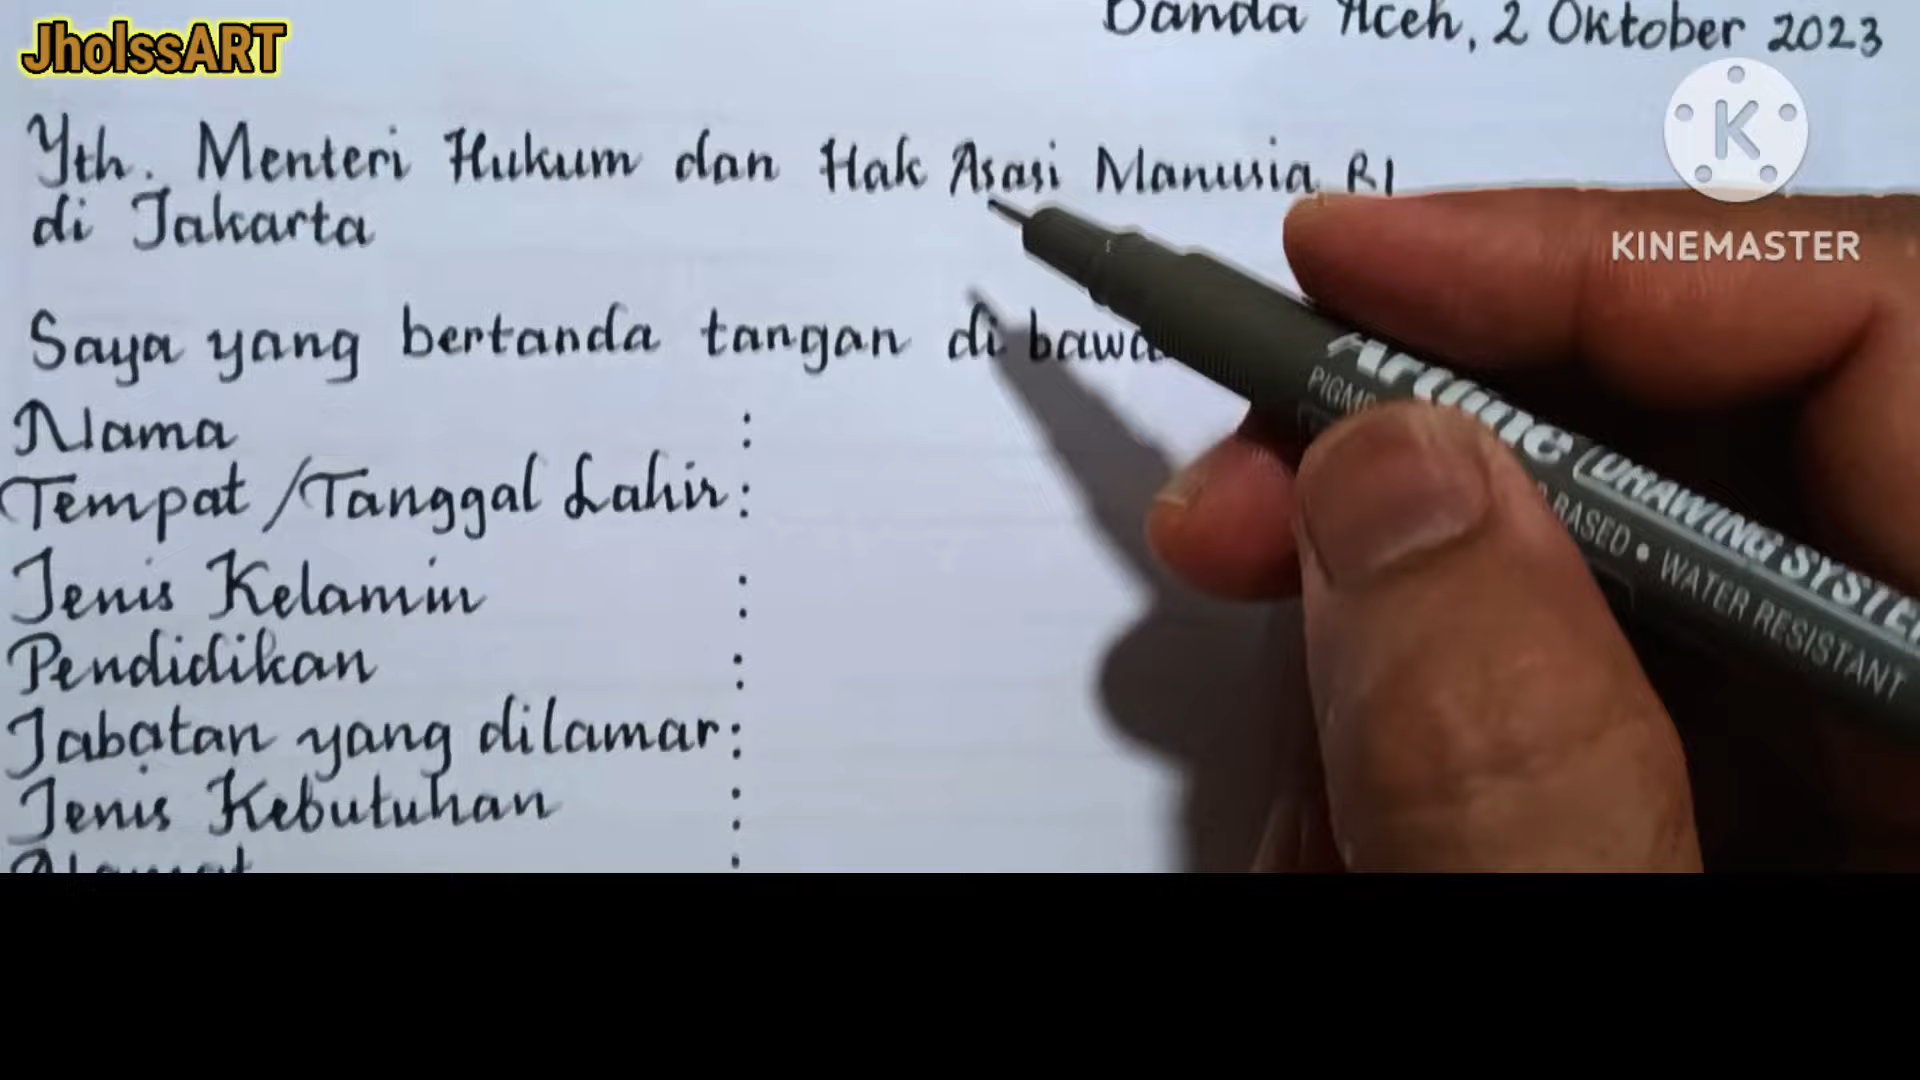 JholssART
Banda Aceh, 2 Oktober 2023
KINEMASTER
Yth. Menteri Hukum dan Hak Asasi Manusia RI
di Jakarta
Saya yang bertanda tangan di
Nama :
Tempat /Tanggal Lahir :
Jenis Kelamin :
Pendidikan :
Jabatan yang dilamar :
Jenis Kebutuhan :
Alamat :
Artline DRAWING SYSTEM
BASED • WATER RESISTANT